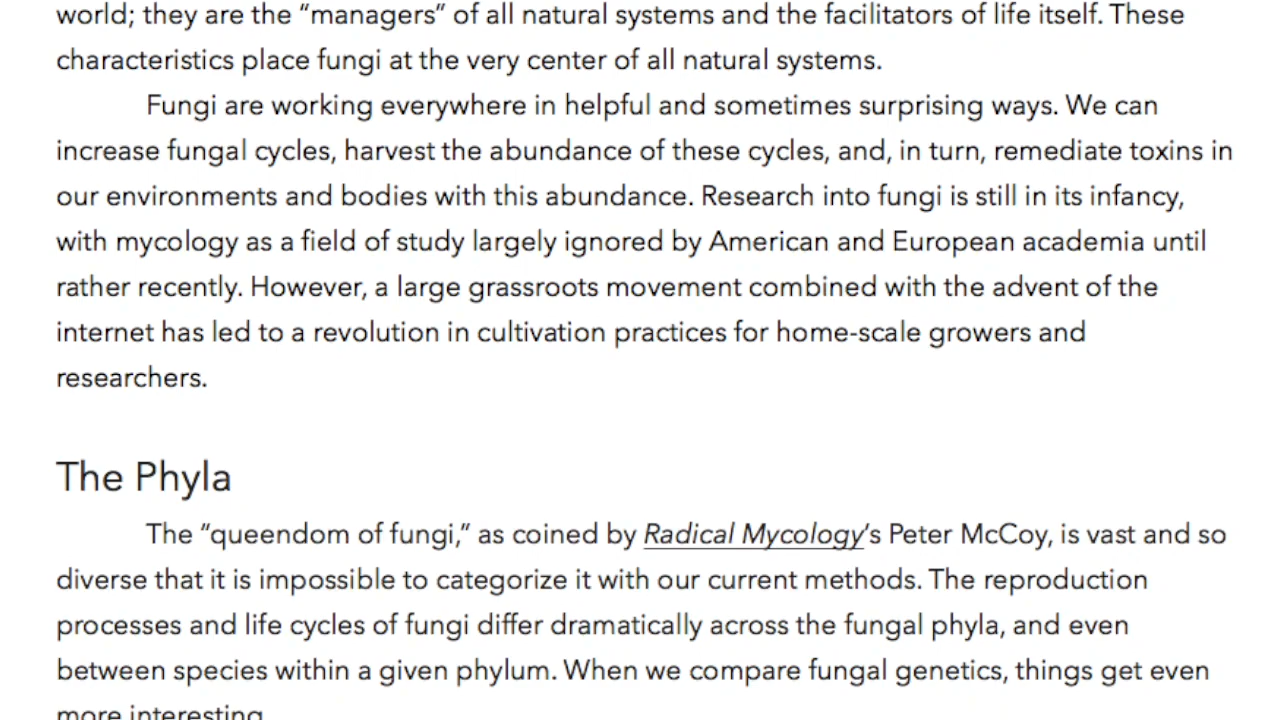 world; they are the “managers” of all natural systems and the facilitators of life itself. These
characteristics place fungi at the very center of all natural systems.
Fungi are working everywhere in helpful and sometimes surprising ways. We can
increase fungal cycles, harvest the abundance of these cycles, and, in turn, remediate toxins in
our environments and bodies with this abundance. Research into fungi is still in its infancy,
with mycology as a field of study largely ignored by American and European academia until
rather recently. However, a large grassroots movement combined with the advent of the
internet has led to a revolution in cultivation practices for home-scale growers and
researchers.
The Phyla
The “queendom of fungi,” as coined by Radical Mycology’s Peter McCoy, is vast and so
diverse that it is impossible to categorize it with our current methods. The reproduction
processes and life cycles of fungi differ dramatically across the fungal phyla, and even
between species within a given phylum. When we compare fungal genetics, things get even
more interesting